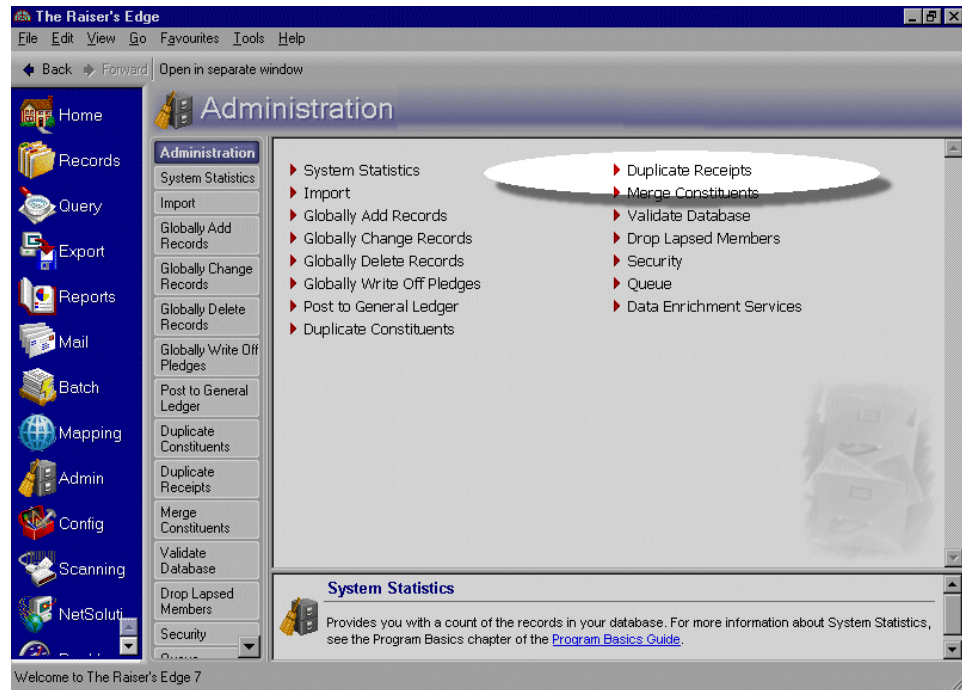 The Raiser's Edge
File Edit View Go Favourites Tools Help
Back Forward Open in separate window
Administration
Home
Records
Query
Export
Reports
Mail
Batch
Mapping
Admin
Config
Scanning
NetSoluti...
Administration
System Statistics
Import
Globally Add
Records
Globally Change
Records
Globally Delete
Records
Globally Write Off
Pledges
Post to General
Ledger
Duplicate
Constituents
Duplicate
Receipts
Merge
Constituents
Validate
Database
Drop Lapsed
Members
Security
System Statistics
Import
Globally Add Records
Globally Change Records
Globally Delete Records
Globally Write Off Pledges
Post to General Ledger
Duplicate Constituents
Duplicate Receipts
Merge Constituents
Validate Database
Drop Lapsed Members
Security
Queue
Data Enrichment Services
System Statistics
Provides you with a count of the records in your database. For more information about System Statistics,
see the Program Basics chapter of the Program Basics Guide.
Welcome to The Raiser's Edge 7